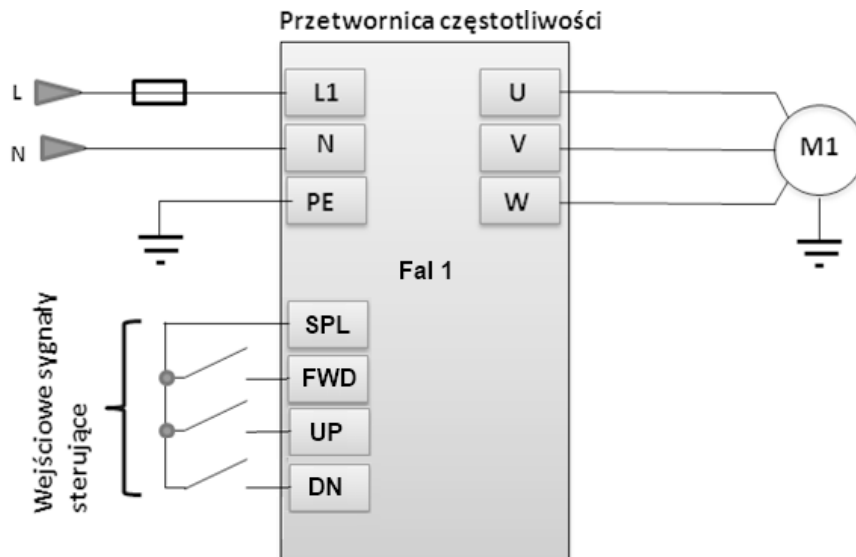 Przetwornica częstotliwości
L
L1
U
N
N
V
M1
PE
W
Fal 1
Wejściowe sygnały
sterujące
SPL
FWD
UP
DN